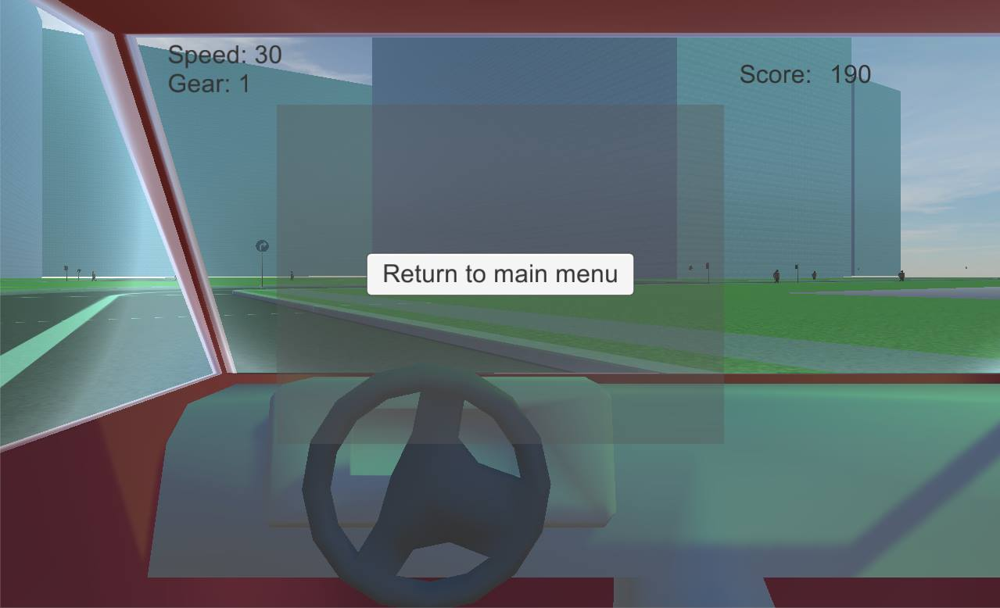 Speed: 30
Gear: 1
Score: 190
Return to main menu